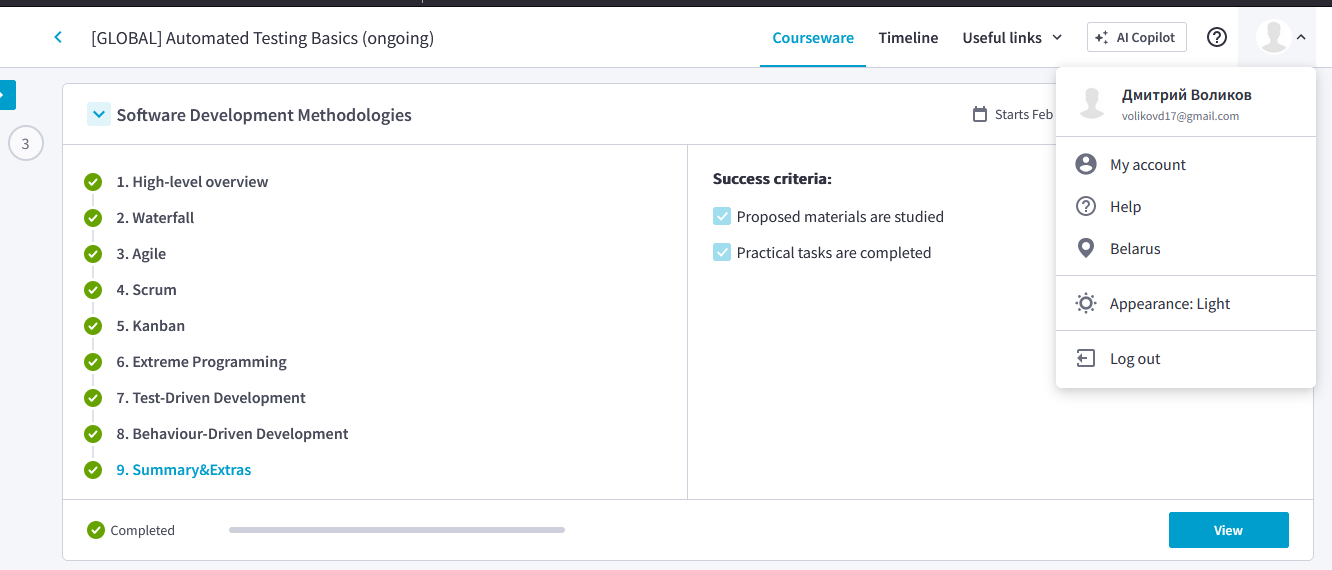 [GLOBAL] Automated Testing Basics (ongoing)
Courseware
Timeline
Useful links
AI Copilot
Дмитрий Воликов
volikovd17@gmail.com
My account
Help
Belarus
Appearance: Light
Log out
3
Software Development Methodologies
Starts Feb
1. High-level overview
2. Waterfall
3. Agile
4. Scrum
5. Kanban
6. Extreme Programming
7. Test-Driven Development
8. Behaviour-Driven Development
9. Summary&Extras
Success criteria:
Proposed materials are studied
Practical tasks are completed
Completed
View